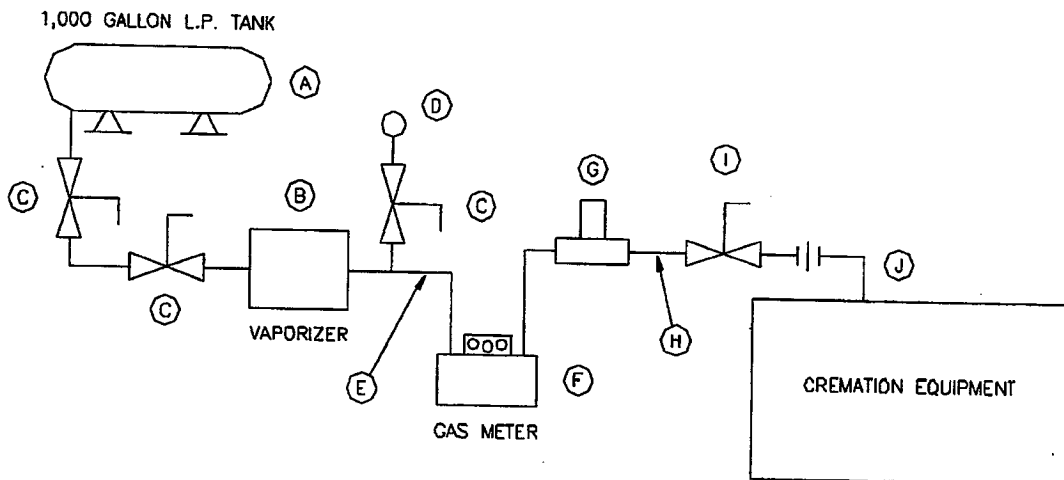 1,000 GALLON L.P. TANK
A
D
G
I
C
B
C
J
C
VAPORIZER
H
E
F
CREMATION EQUIPMENT
GAS METER